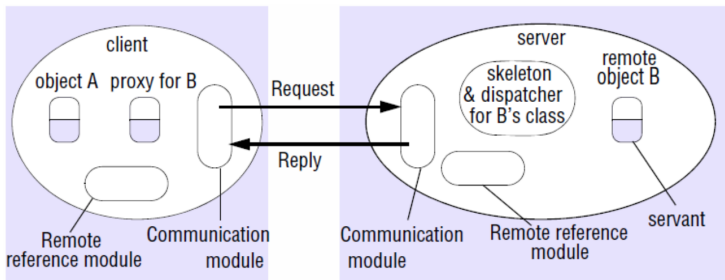 client
object A
proxy for B
Request
Reply
Remote
reference module
Communication
module
server
skeleton
& dispatcher
for B's class
remote
object B
Communication
module
Remote reference
module
servant